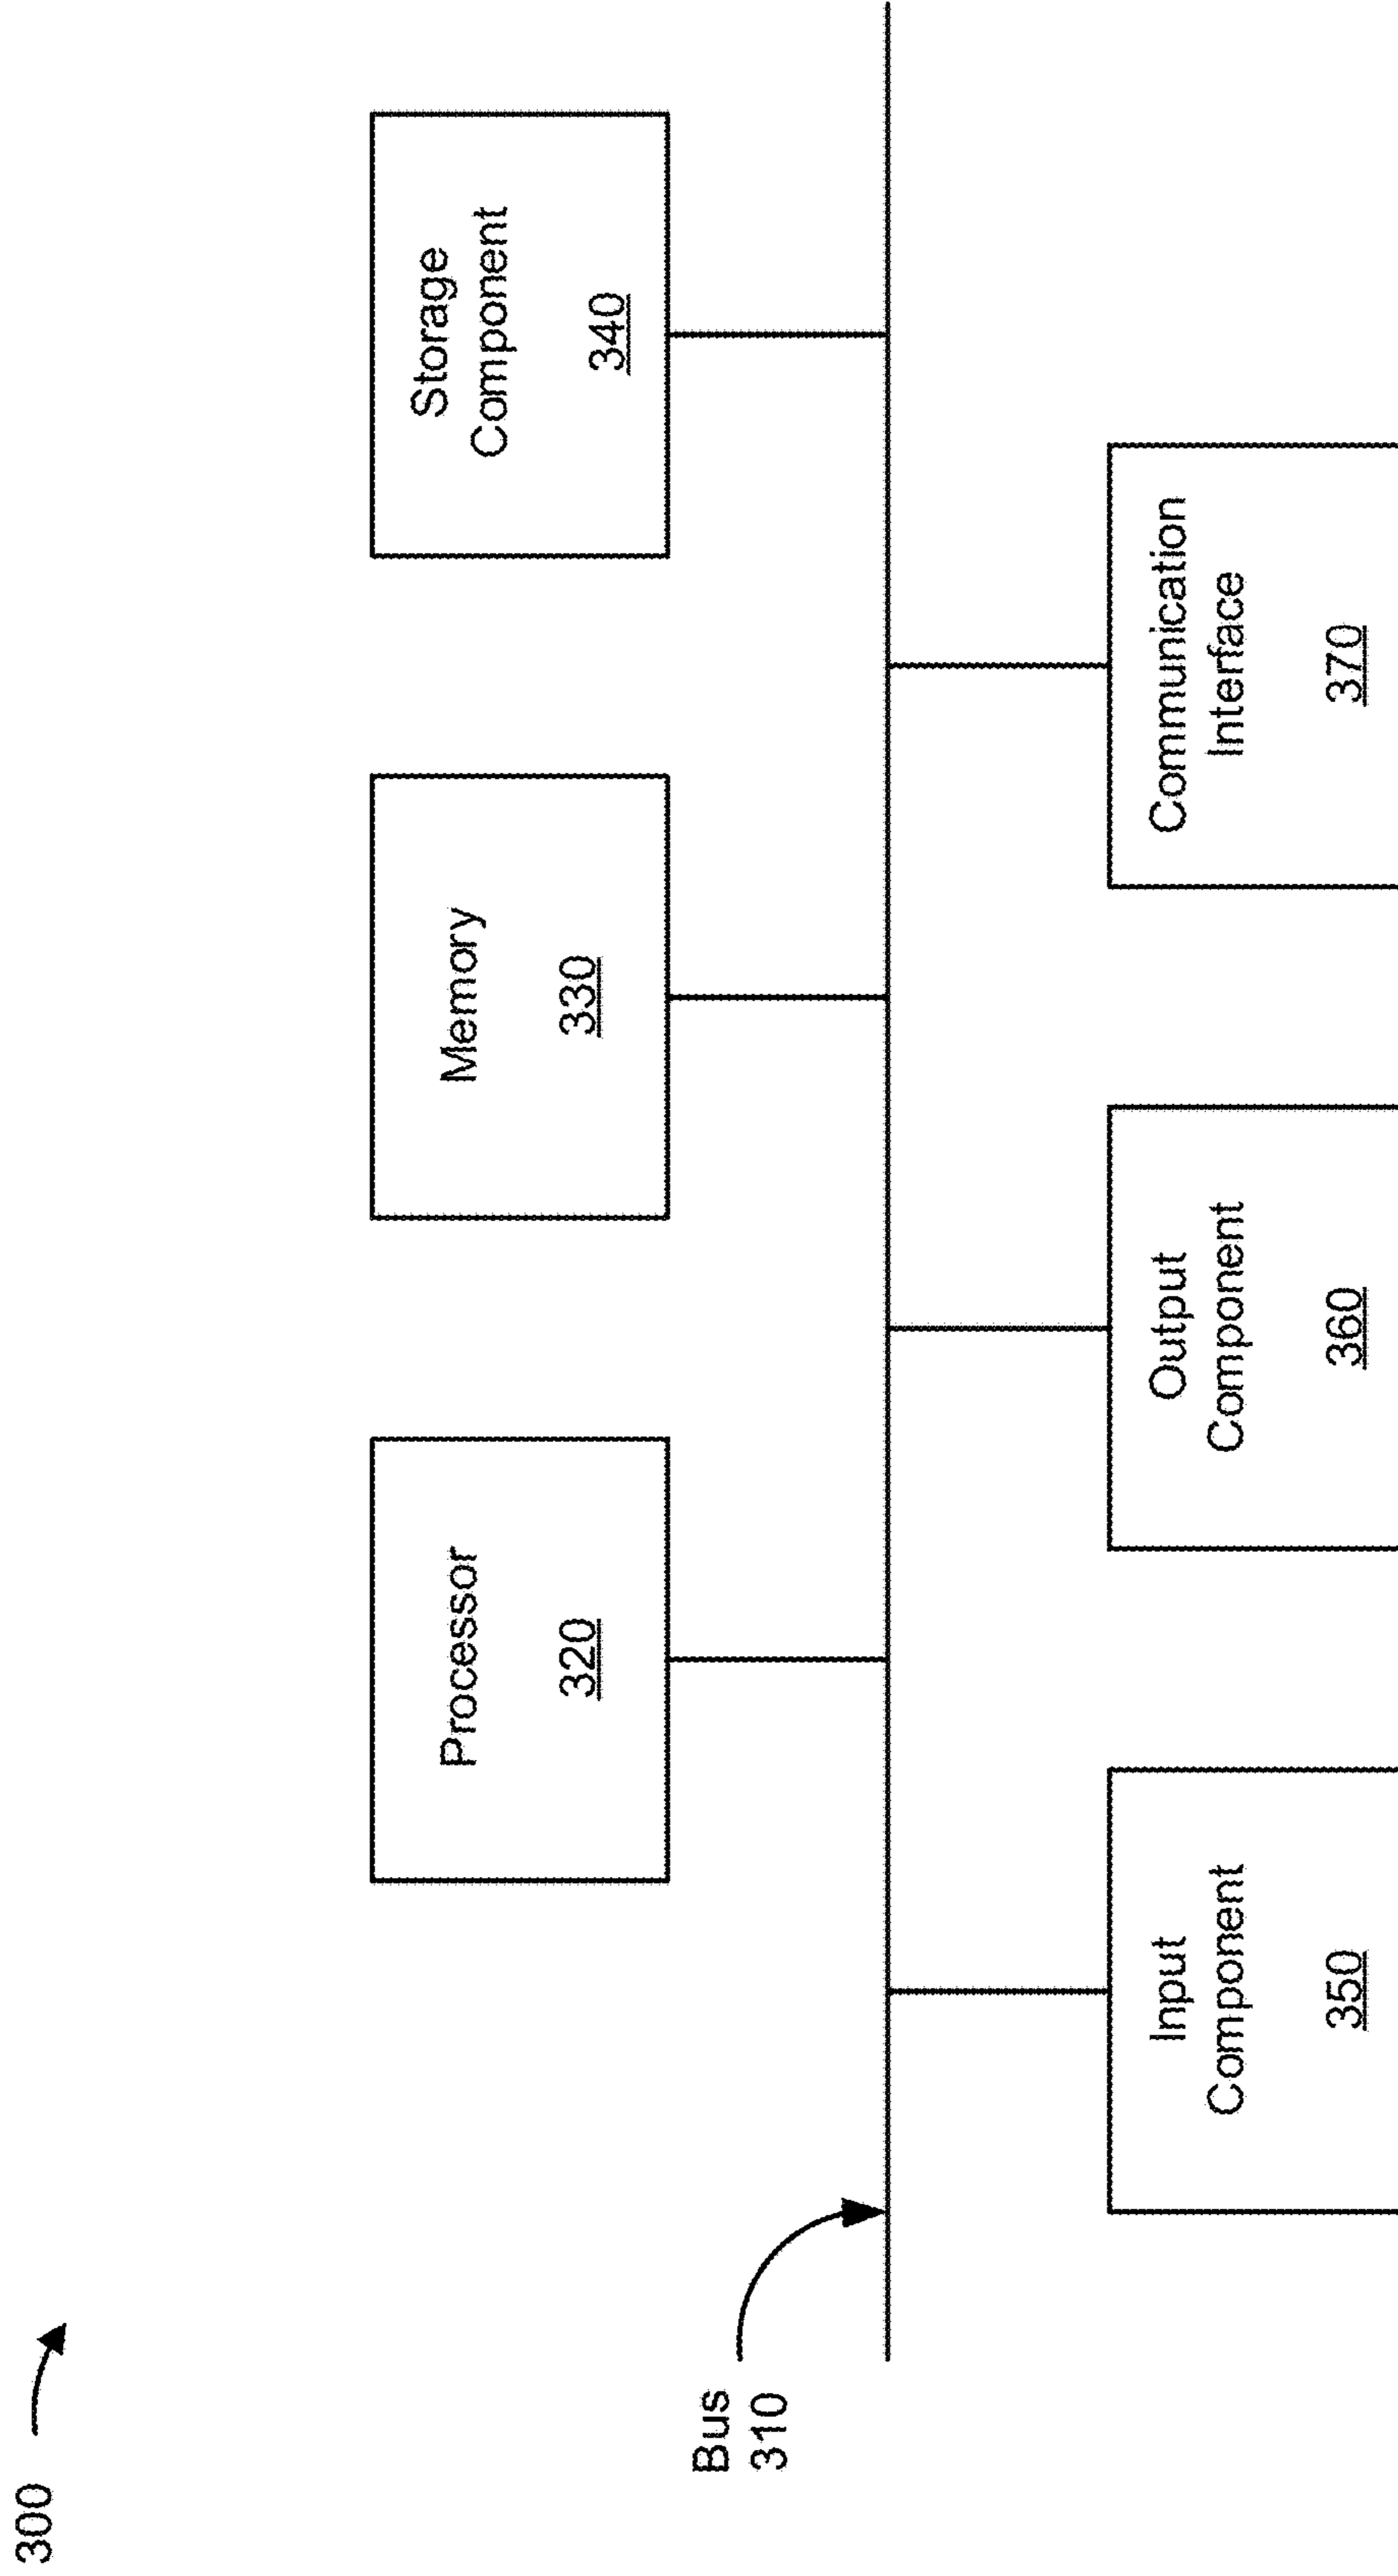 300
Processor
320
Memory
330
Storage
Component
340
Bus
310
Input
Component
350
Output
Component
360
Communication
Interface
370